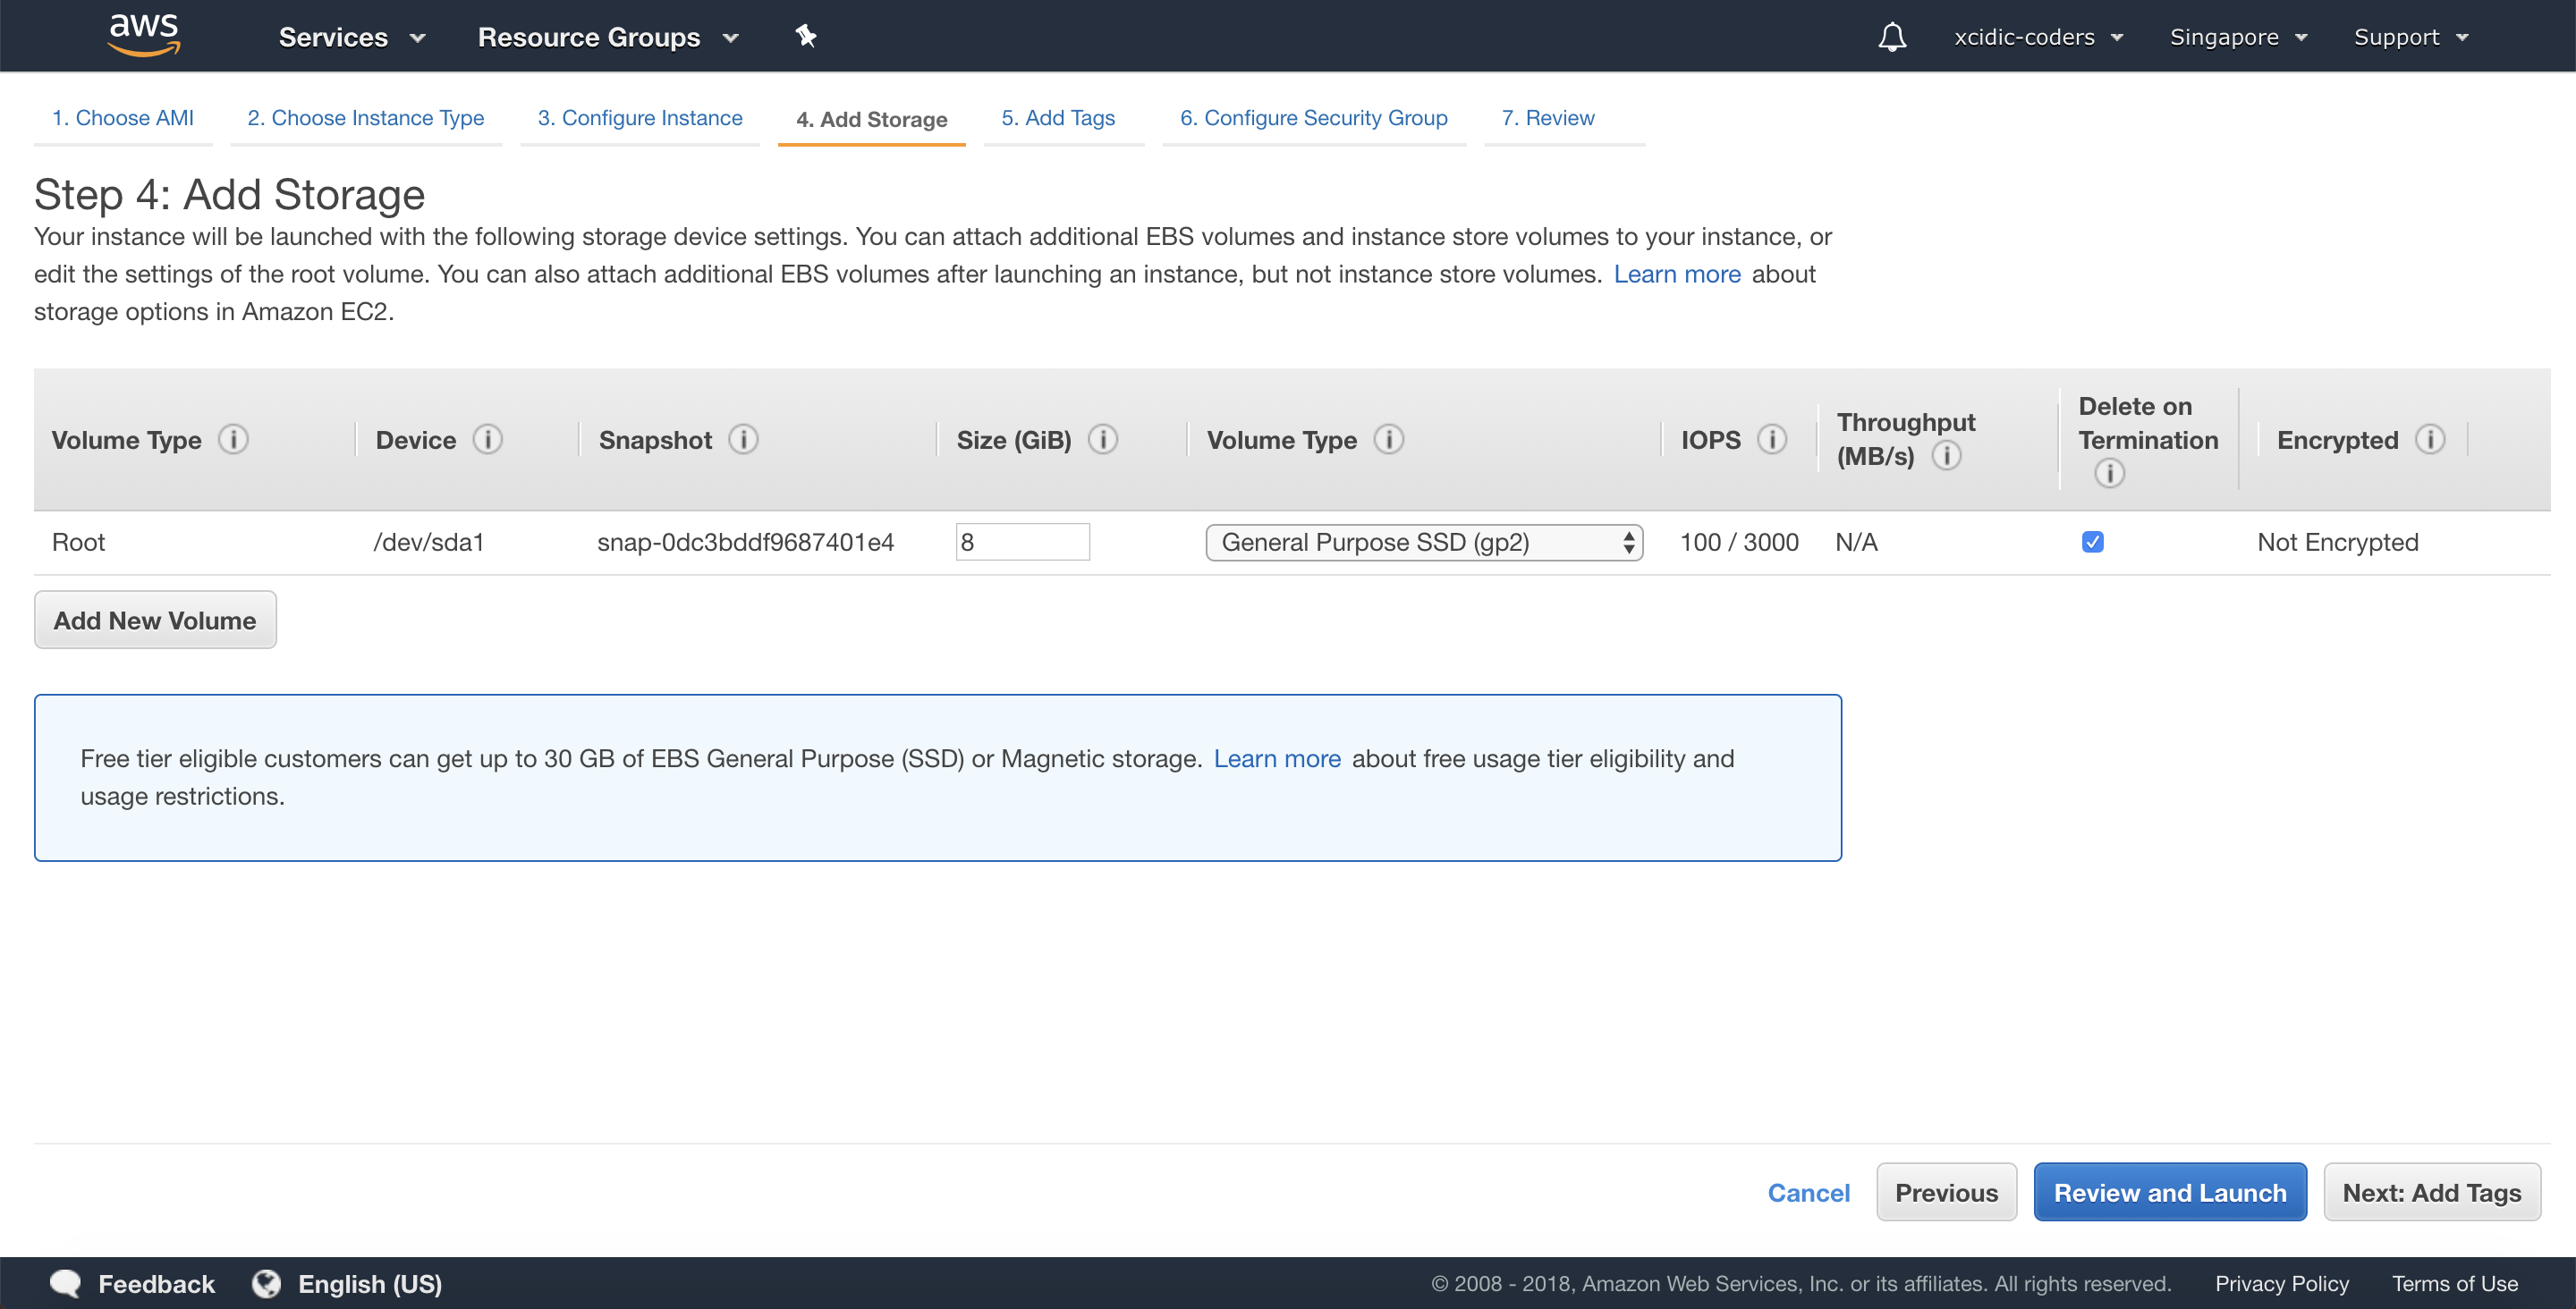 aws Services Resource Groups xcidic-coders Singapore Support
1. Choose AMI 2. Choose Instance Type 3. Configure Instance 4. Add Storage 5. Add Tags 6. Configure Security Group 7. Review
Step 4: Add Storage
Your instance will be launched with the following storage device settings. You can attach additional EBS volumes and instance store volumes to your instance, or
edit the settings of the root volume. You can also attach additional EBS volumes after launching an instance, but not instance store volumes. Learn more about
storage options in Amazon EC2.
Volume Type Device Snapshot Size (GiB) Volume Type IOPS Throughput (MB/s) Delete on Termination Encrypted
Root /dev/sda1 snap-0dc3bddf9687401e4 8 General Purpose SSD (gp2) 100 / 3000 N/A Not Encrypted
Add New Volume
Free tier eligible customers can get up to 30 GB of EBS General Purpose (SSD) or Magnetic storage. Learn more about free usage tier eligibility and
usage restrictions.
Cancel Previous Review and Launch Next: Add Tags
Feedback English (US) © 2008 - 2018, Amazon Web Services, Inc. or its affiliates. All rights reserved. Privacy Policy Terms of Use